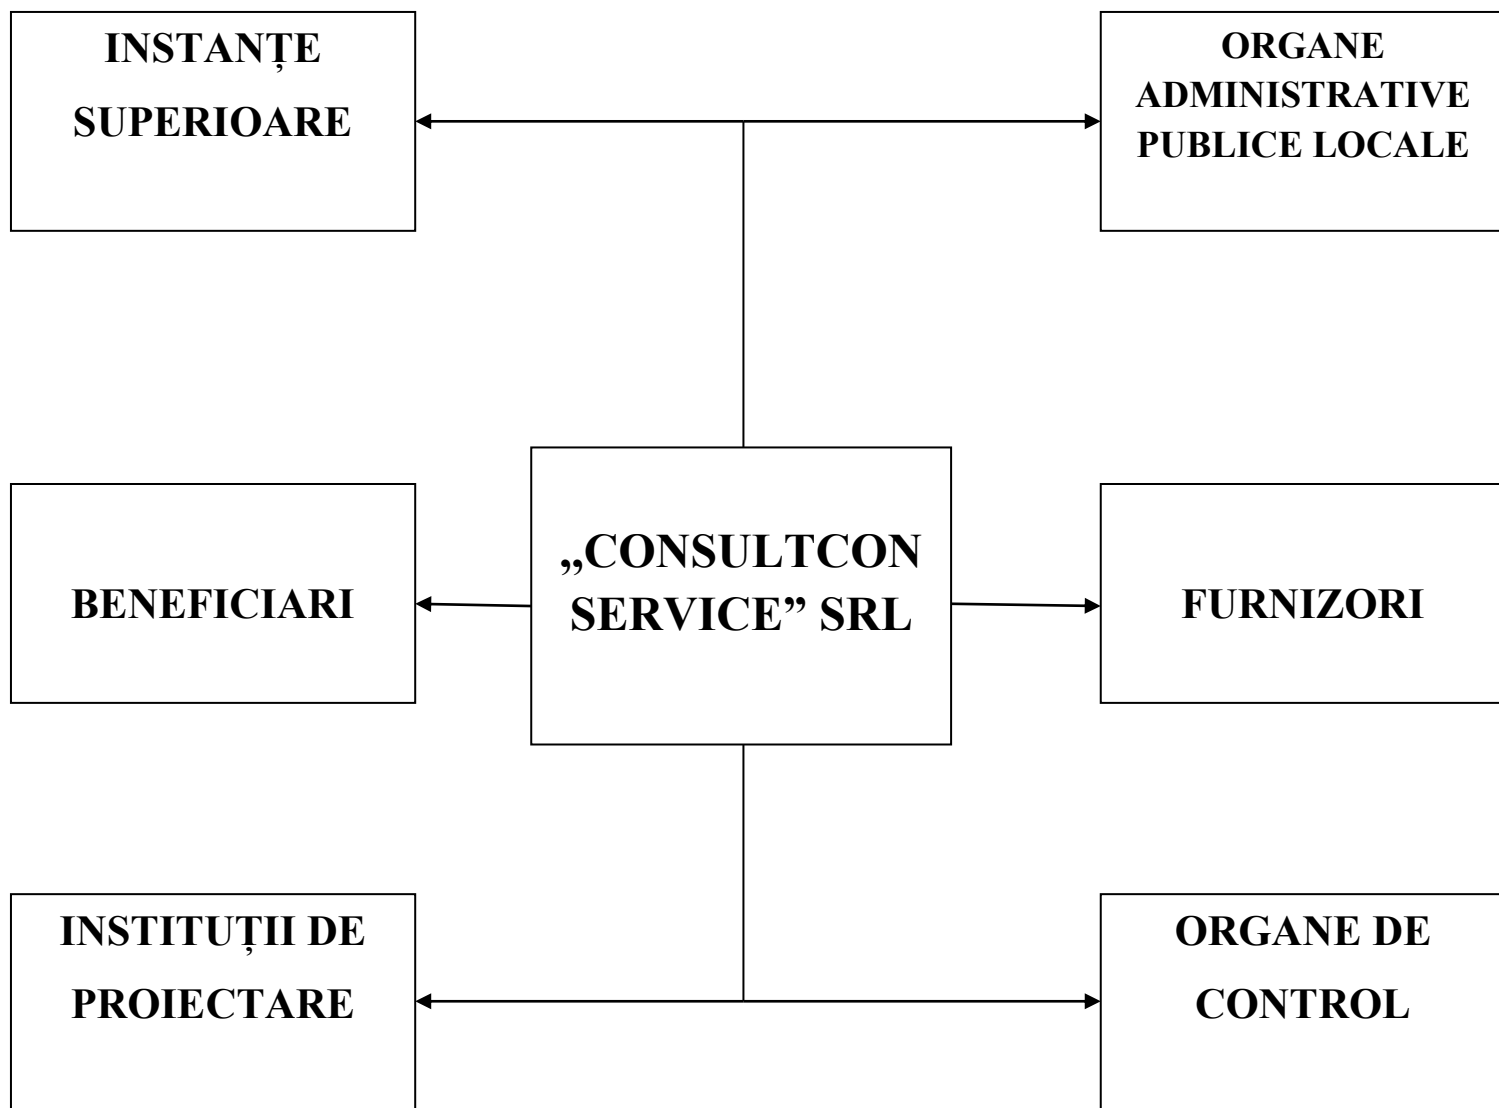 INSTANȚE
SUPERIOARE
ORGANE
ADMINISTRATIVE
PUBLICE LOCALE
BENEFICIARI
„CONSULTCON
SERVICE” SRL
FURNIZORI
INSTITUȚII DE
PROIECTARE
ORGANE DE
CONTROL